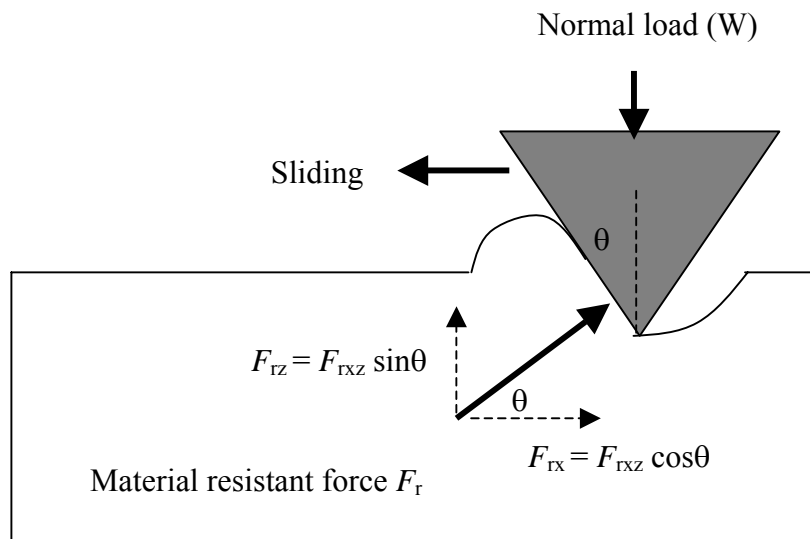 Normal load (W)
Sliding
θ
F_rz = F_rxz sinθ
θ
F_rx = F_rxz cosθ
Material resistant force F_r